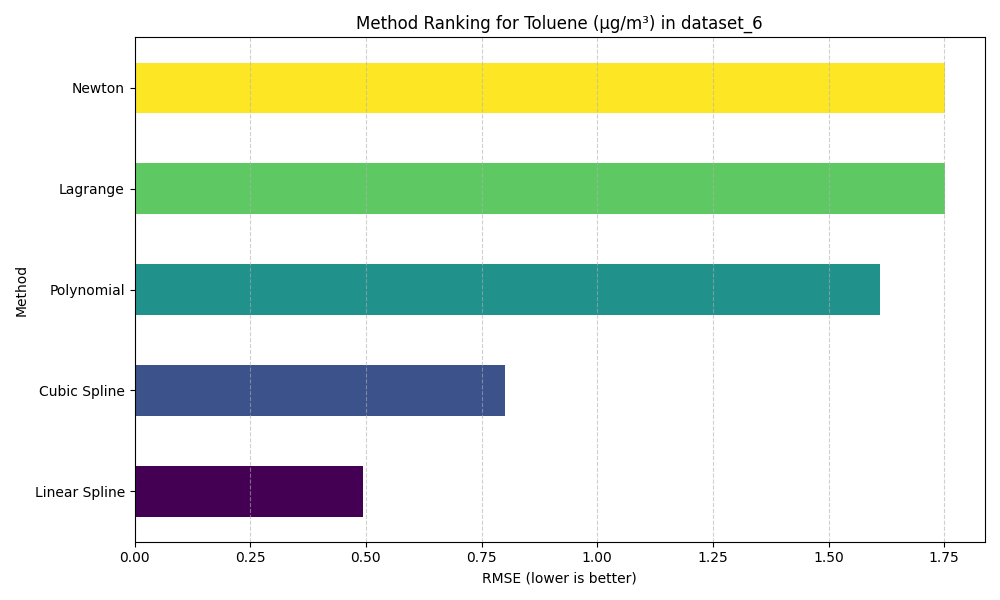 Method Ranking for Toluene (µg/m³) in dataset_6
Method
Newton
Lagrange
Polynomial
Cubic Spline
Linear Spline
0.00 0.25 0.50 0.75 1.00 1.25 1.50 1.75
RMSE (lower is better)